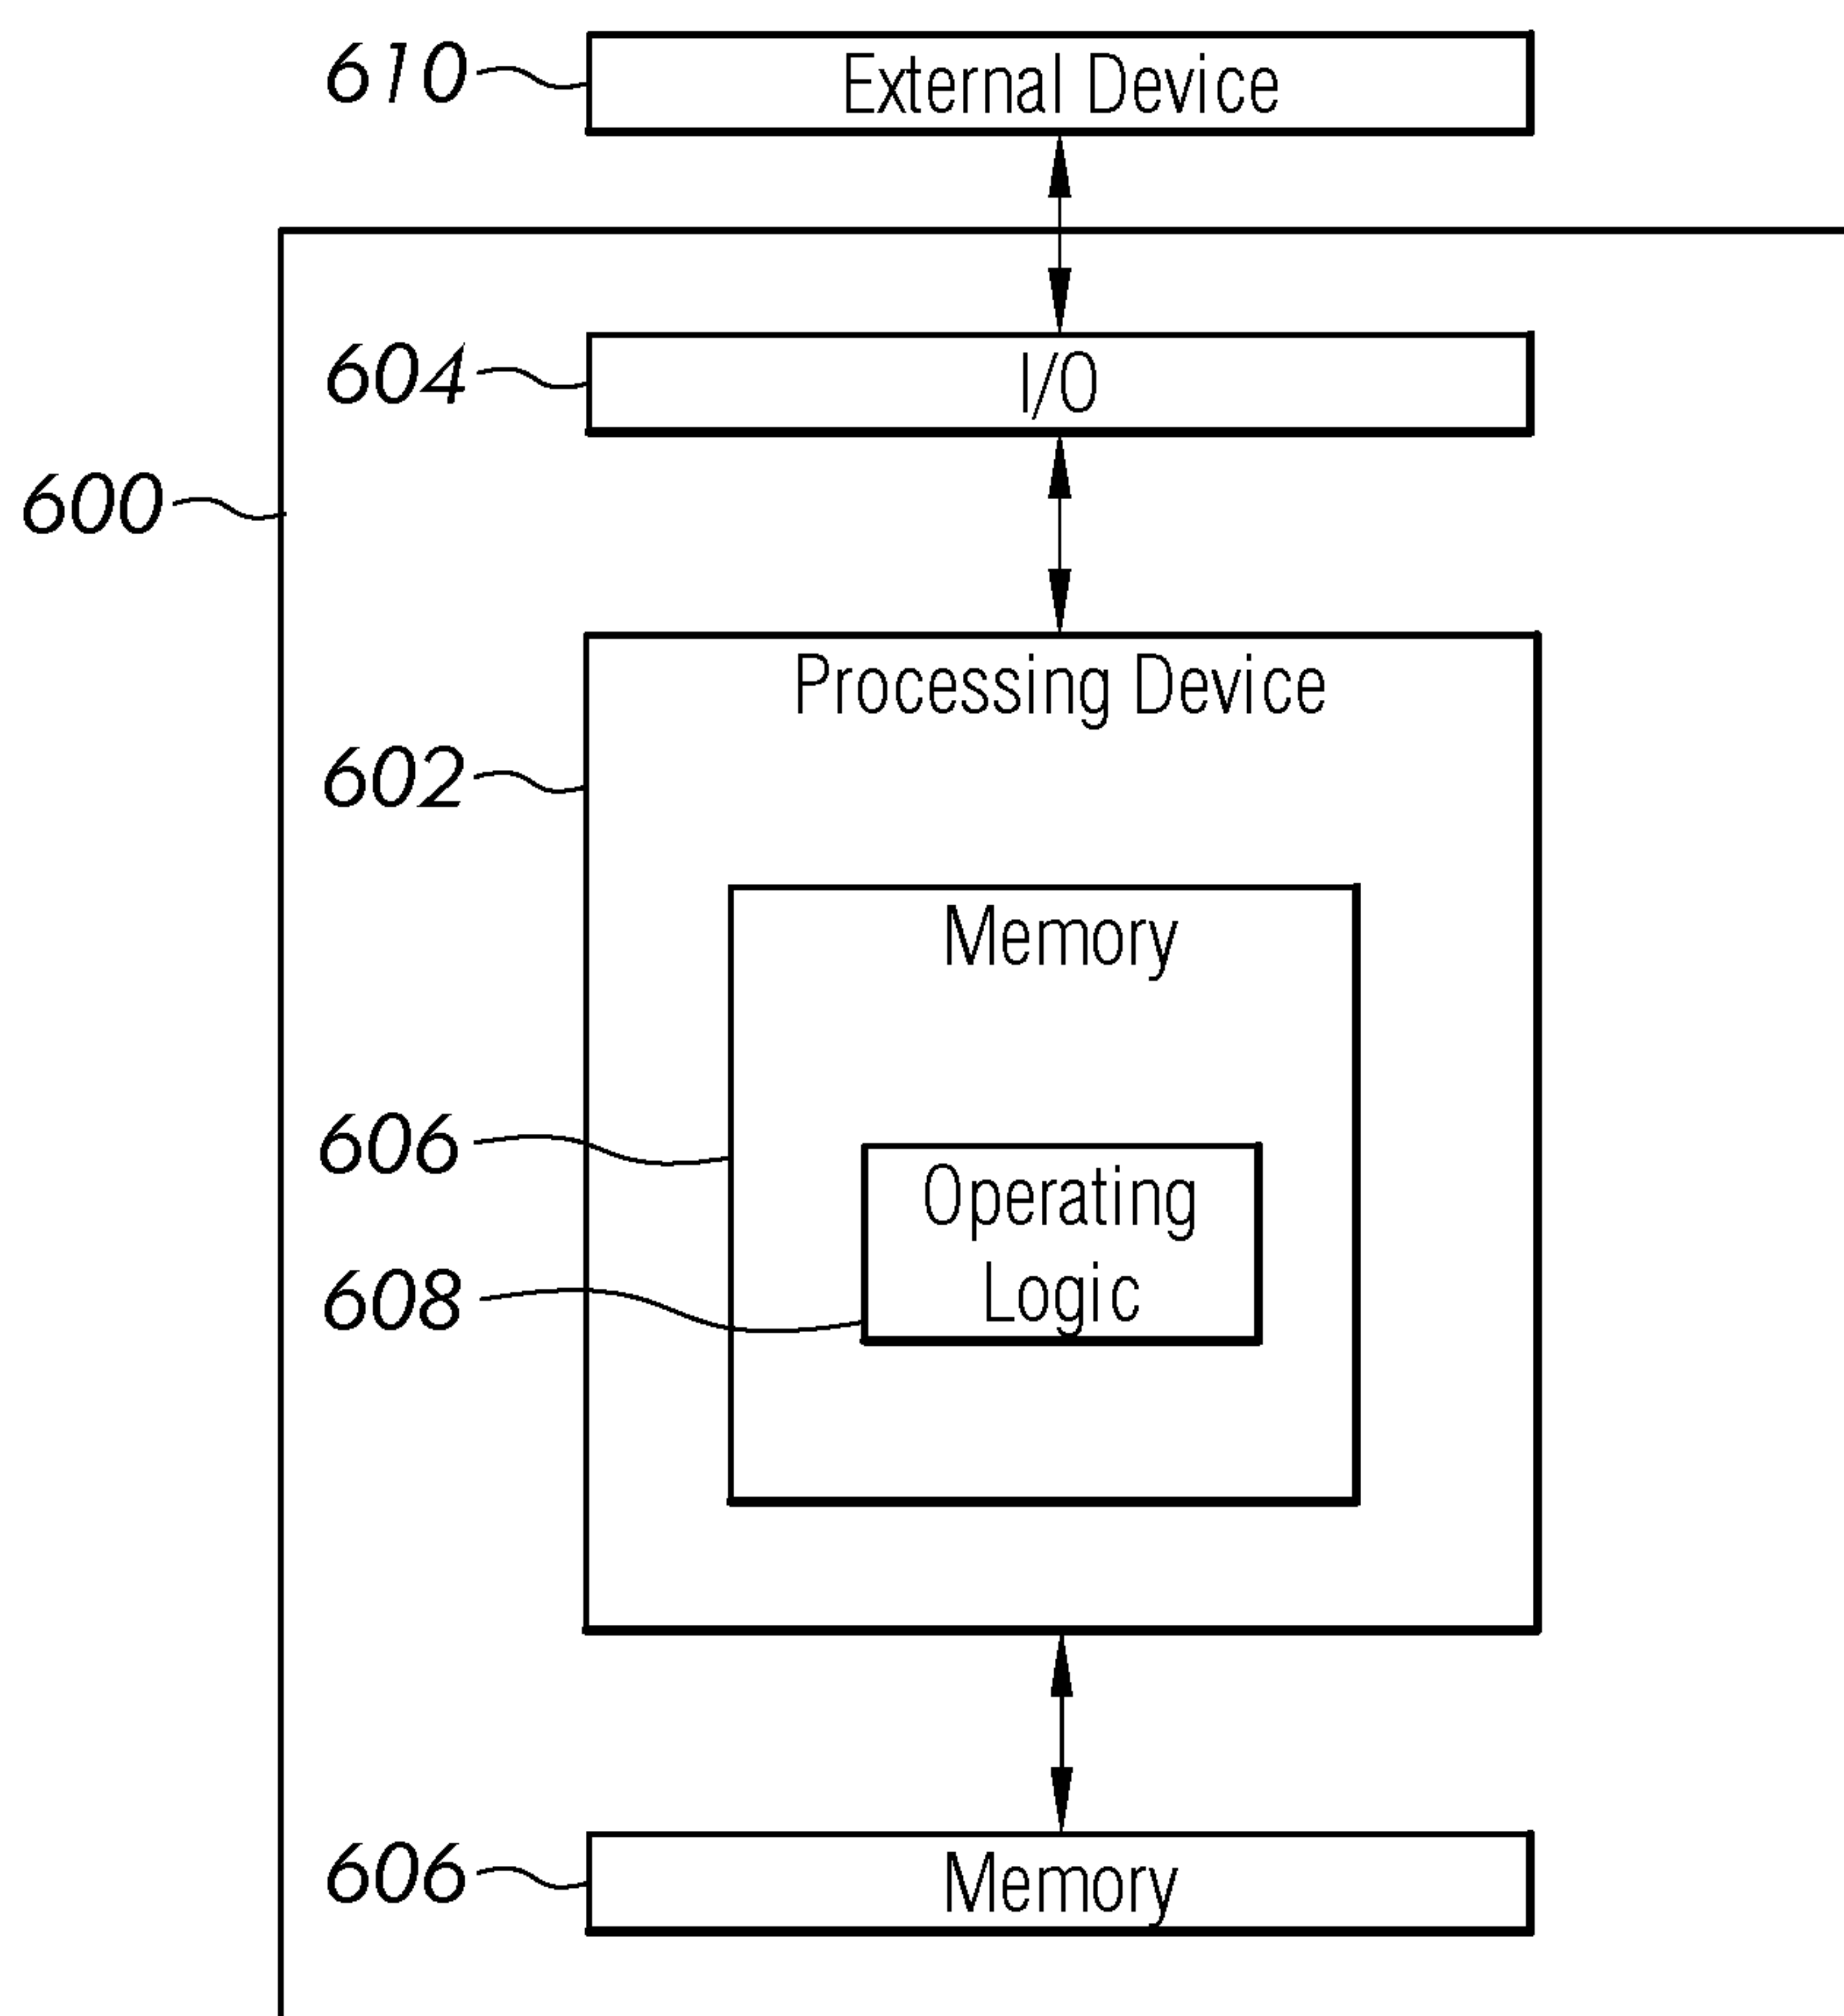 610 External Device
604 I/O
600
Processing Device
602
Memory
606
Operating
608 Logic
606 Memory